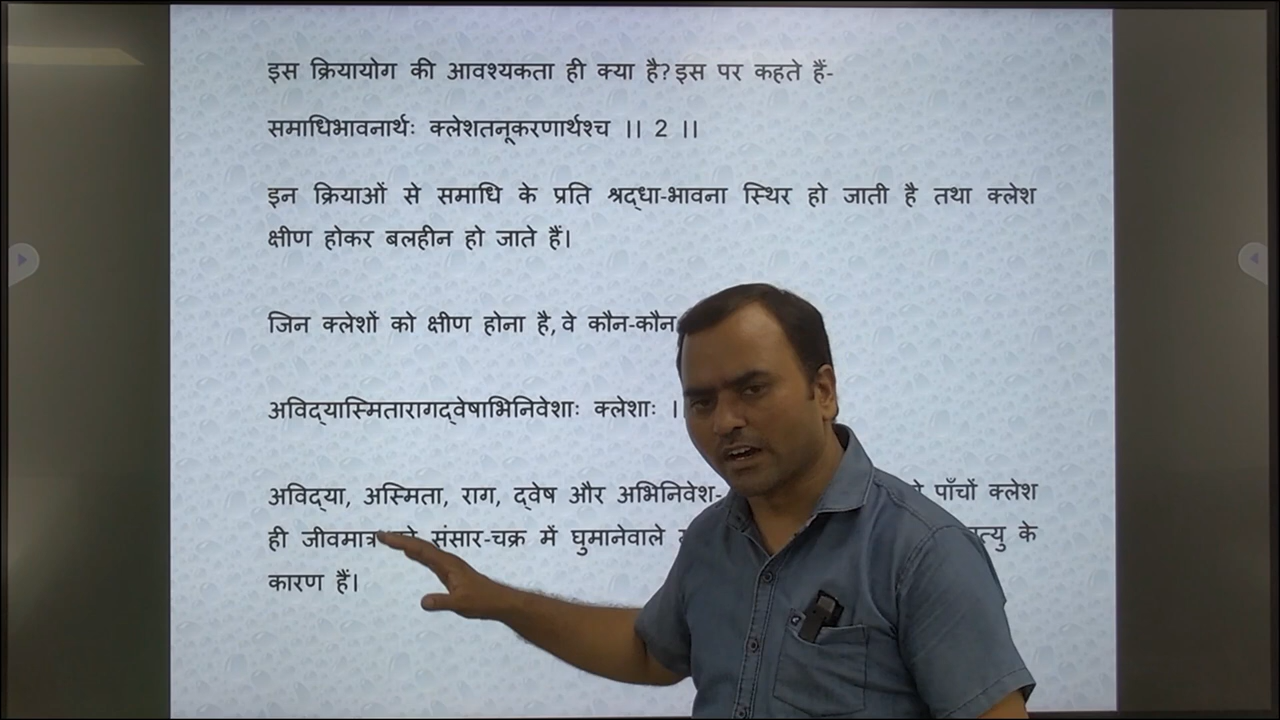 इस क्रियायोग की आवश्यकता ही क्या है? इस पर कहते हैं-
समाधिभावनार्थः क्लेशतनूकरणार्थश्च ।। 2 ।।
इन क्रियाओं से समाधि के प्रति श्रद्धा-भावना स्थिर हो जाती है तथा क्लेश
क्षीण होकर बलहीन हो जाते हैं।
जिन क्लेशों को क्षीण होना है, वे कौन-कौन
अविद्यास्मितारागद्वेषाभिनिवेशाः क्लेशाः ।
अविद्या, अस्मिता, राग, द्वेष और अभिनिवेश- पाँचों क्लेश
ही जीवमात्र संसार-चक्र में घुमानेवाले के
कारण हैं।